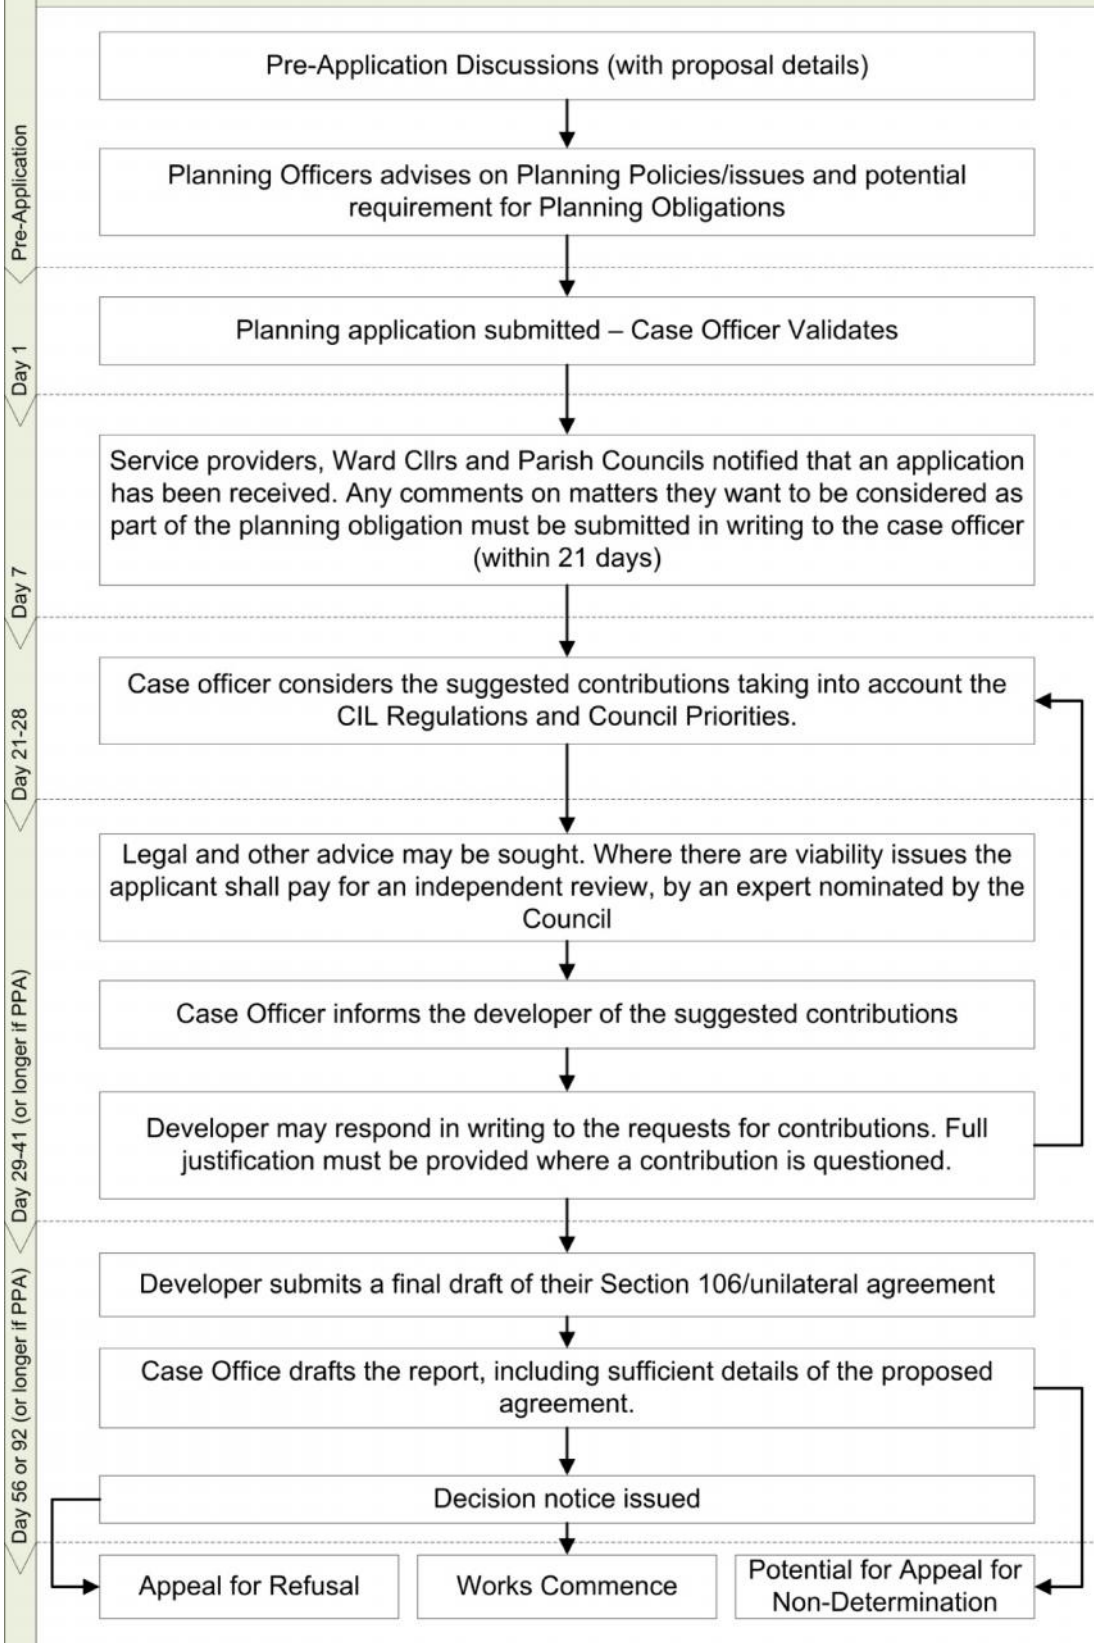 Pre-Application
Pre-Application Discussions (with proposal details)
Planning Officers advises on Planning Policies/issues and potential
requirement for Planning Obligations
Day 1
Planning application submitted – Case Officer Validates
Day 7
Service providers, Ward Cllrs and Parish Councils notified that an application
has been received. Any comments on matters they want to be considered as
part of the planning obligation must be submitted in writing to the case officer
(within 21 days)
Day 21-28
Case officer considers the suggested contributions taking into account the
CIL Regulations and Council Priorities.
Day 29-41 (or longer if PPA)
Legal and other advice may be sought. Where there are viability issues the
applicant shall pay for an independent review, by an expert nominated by the
Council
Case Officer informs the developer of the suggested contributions
Developer may respond in writing to the requests for contributions. Full
justification must be provided where a contribution is questioned.
Day 56 or 92 (or longer if PPA)
Developer submits a final draft of their Section 106/unilateral agreement
Case Office drafts the report, including sufficient details of the proposed
agreement.
Decision notice issued
Appeal for Refusal
Works Commence
Potential for Appeal for
Non-Determination